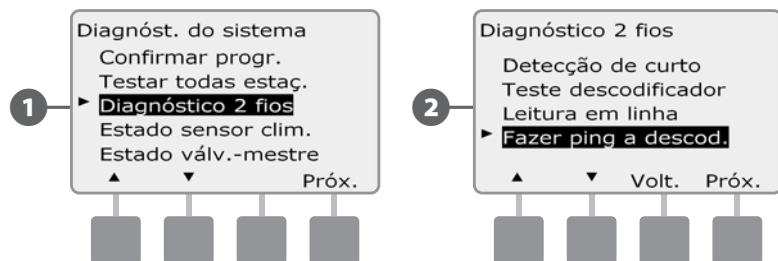 Diagnóst. do sistema
Confirmar progr.
Testar todas estaç.
► Diagnóstico 2 fios
Estado sensor clim.
Estado válv.-mestre
▲ ▼ Próx.
1
Diagnóstico 2 fios
Detecção de curto
Teste descodificador
Leitura em linha
► Fazer ping a descod.
▲ ▼ Volt. Próx.
2